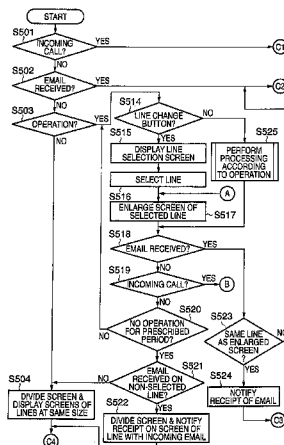 START
S501
INCOMING
CALL?
YES
C1
NO
S502
EMAIL
RECEIVED?
YES
C2
NO
S503
OPERATION?
YES
NO
S514
LINE CHANGE
BUTTON?
NO
YES
S515
DISPLAY LINE
SELECTION SCREEN
S525
PERFORM
PROCESSING
ACCORDING
TO OPERATION
SELECT LINE
S516
A
ENLARGE SCREEN OF
SELECTED LINE
S517
S518
EMAIL RECEIVED?
YES
NO
S519
INCOMING CALL?
YES
B
NO
S520
NO OPERATION
FOR PRESCRIBED
PERIOD?
NO
YES
S523
SAME LINE
AS ENLARGED
SCREEN?
NO
YES
S521
EMAIL
RECEIVED ON
NON-SELECTED
LINE?
NO
YES
S524
NOTIFY
RECEIPT OF EMAIL
C3
S504
DIVIDE SCREEN &
DISPLAY SCREENS OF
LINES AT SAME SIZE
S522
DIVIDE SCREEN & NOTIFY
RECEIPT ON SCREEN OF
LINE WITH INCOMING EMAIL
C4